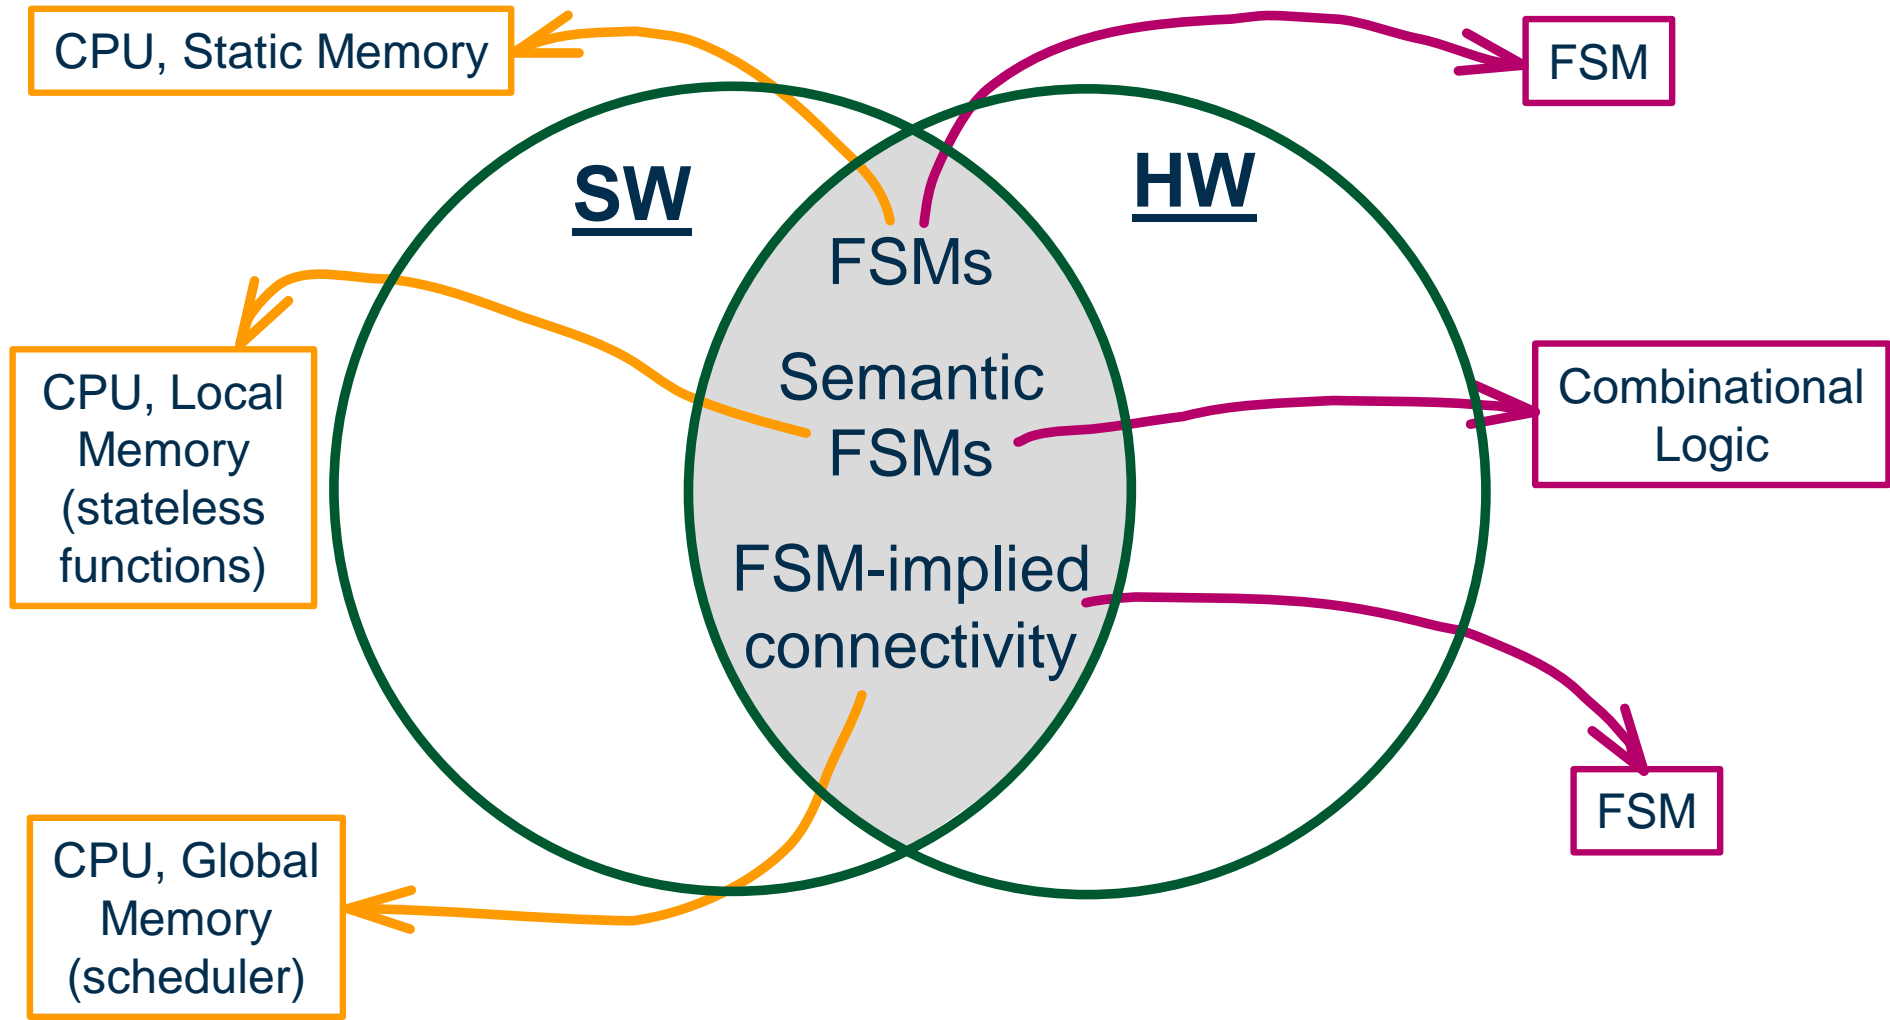 CPU, Static Memory
FSM
SW
HW
FSMs
Semantic
FSMs
FSM-implied
connectivity
CPU, Local
Memory
(stateless
functions)
Combinational
Logic
FSM
CPU, Global
Memory
(scheduler)